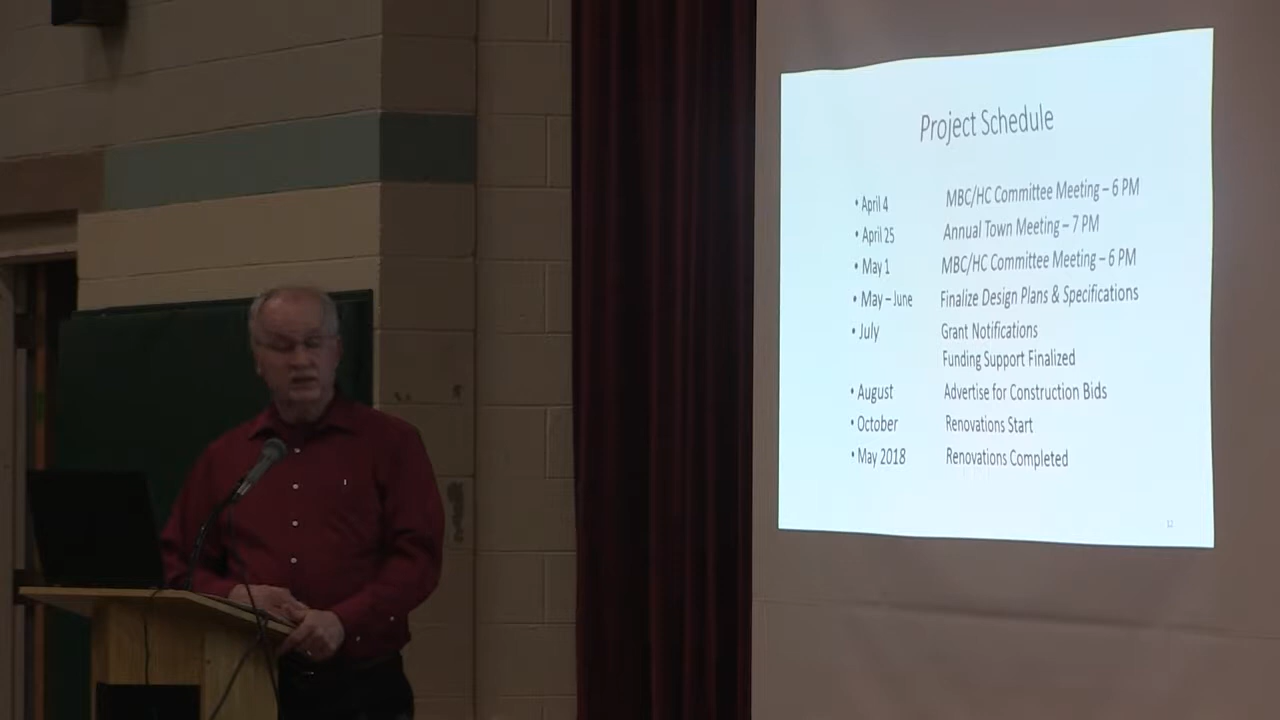 Project Schedule
• April 4 MBC/HC Committee Meeting – 6 PM
• April 25 Annual Town Meeting – 7 PM
• May 1 MBC/HC Committee Meeting – 6 PM
• May – June Finalize Design Plans & Specifications
• July Grant Notifications
Funding Support Finalized
• August Advertise for Construction Bids
• October Renovations Start
• May 2018 Renovations Completed
12